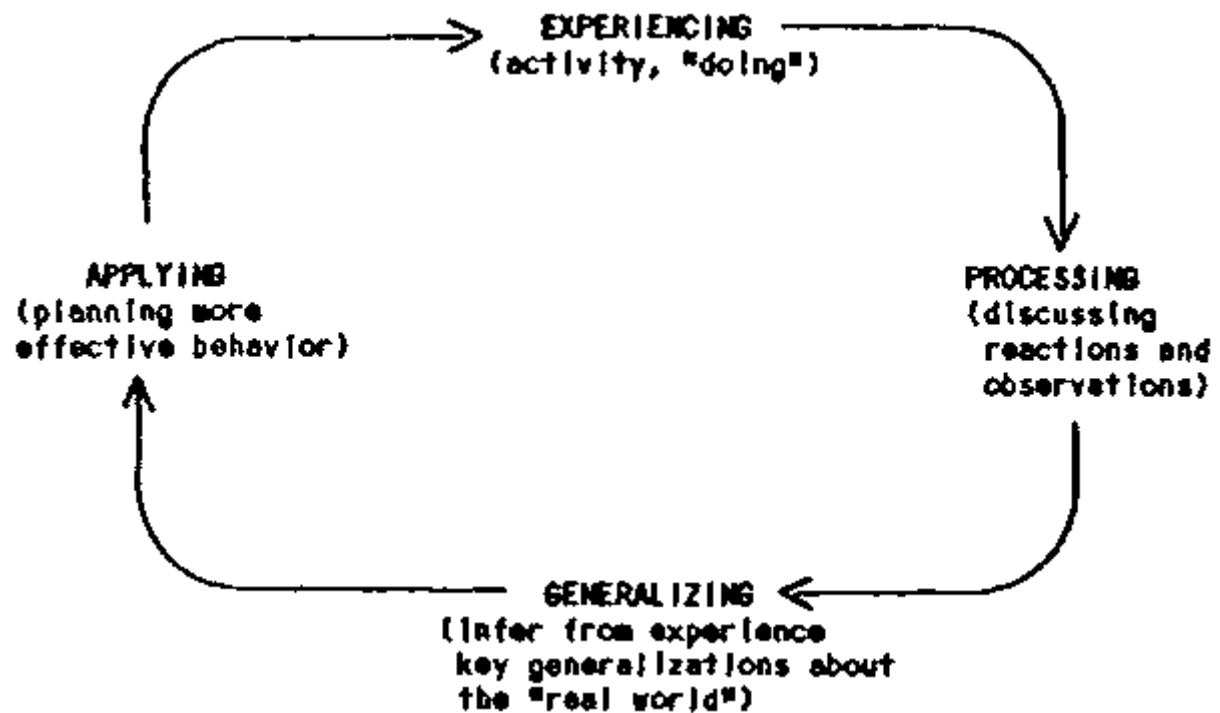 EXPERIENCING
(activity, "doing")
APPLYING
(planning more
effective behavior)
PROCESSING
(discussing
reactions and
observations)
GENERALIZING
(infer from experience
key generalizations about
the "real world")